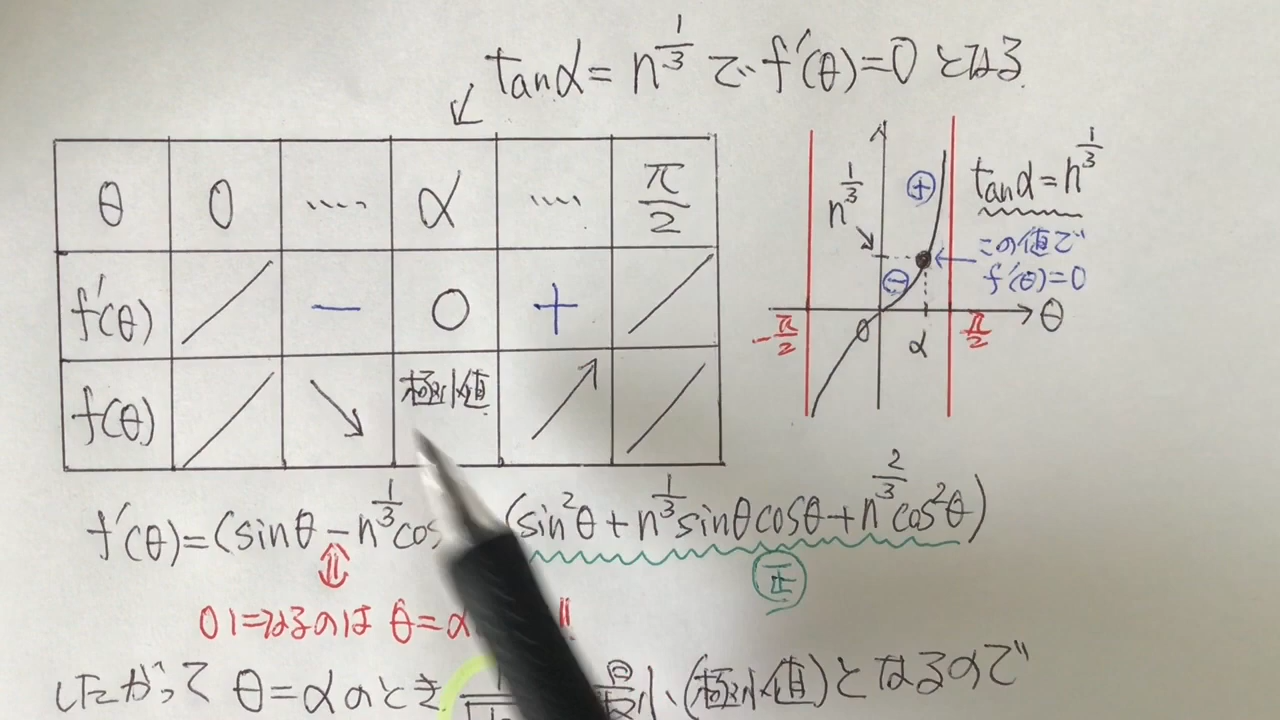 tanα = n^{1/3} で f'(θ)=0 となる
θ 0 ‥‥ α ‥‥ π/2
f'(θ) − 0 +
f(θ) ↘ 極小値 ↗
n^{1/3}
⊕
⊖
tanα = n^{1/3}
この値で
f'(θ)=0
-π/2 0 α π/2 θ
f'(θ)=(sinθ − n^{1/3}cos (sin²θ + n^{1/3}sinθcosθ + n^{2/3}cos²θ)
正
0になるのは θ=α
したがって θ=αのとき 小(極小値)となるので